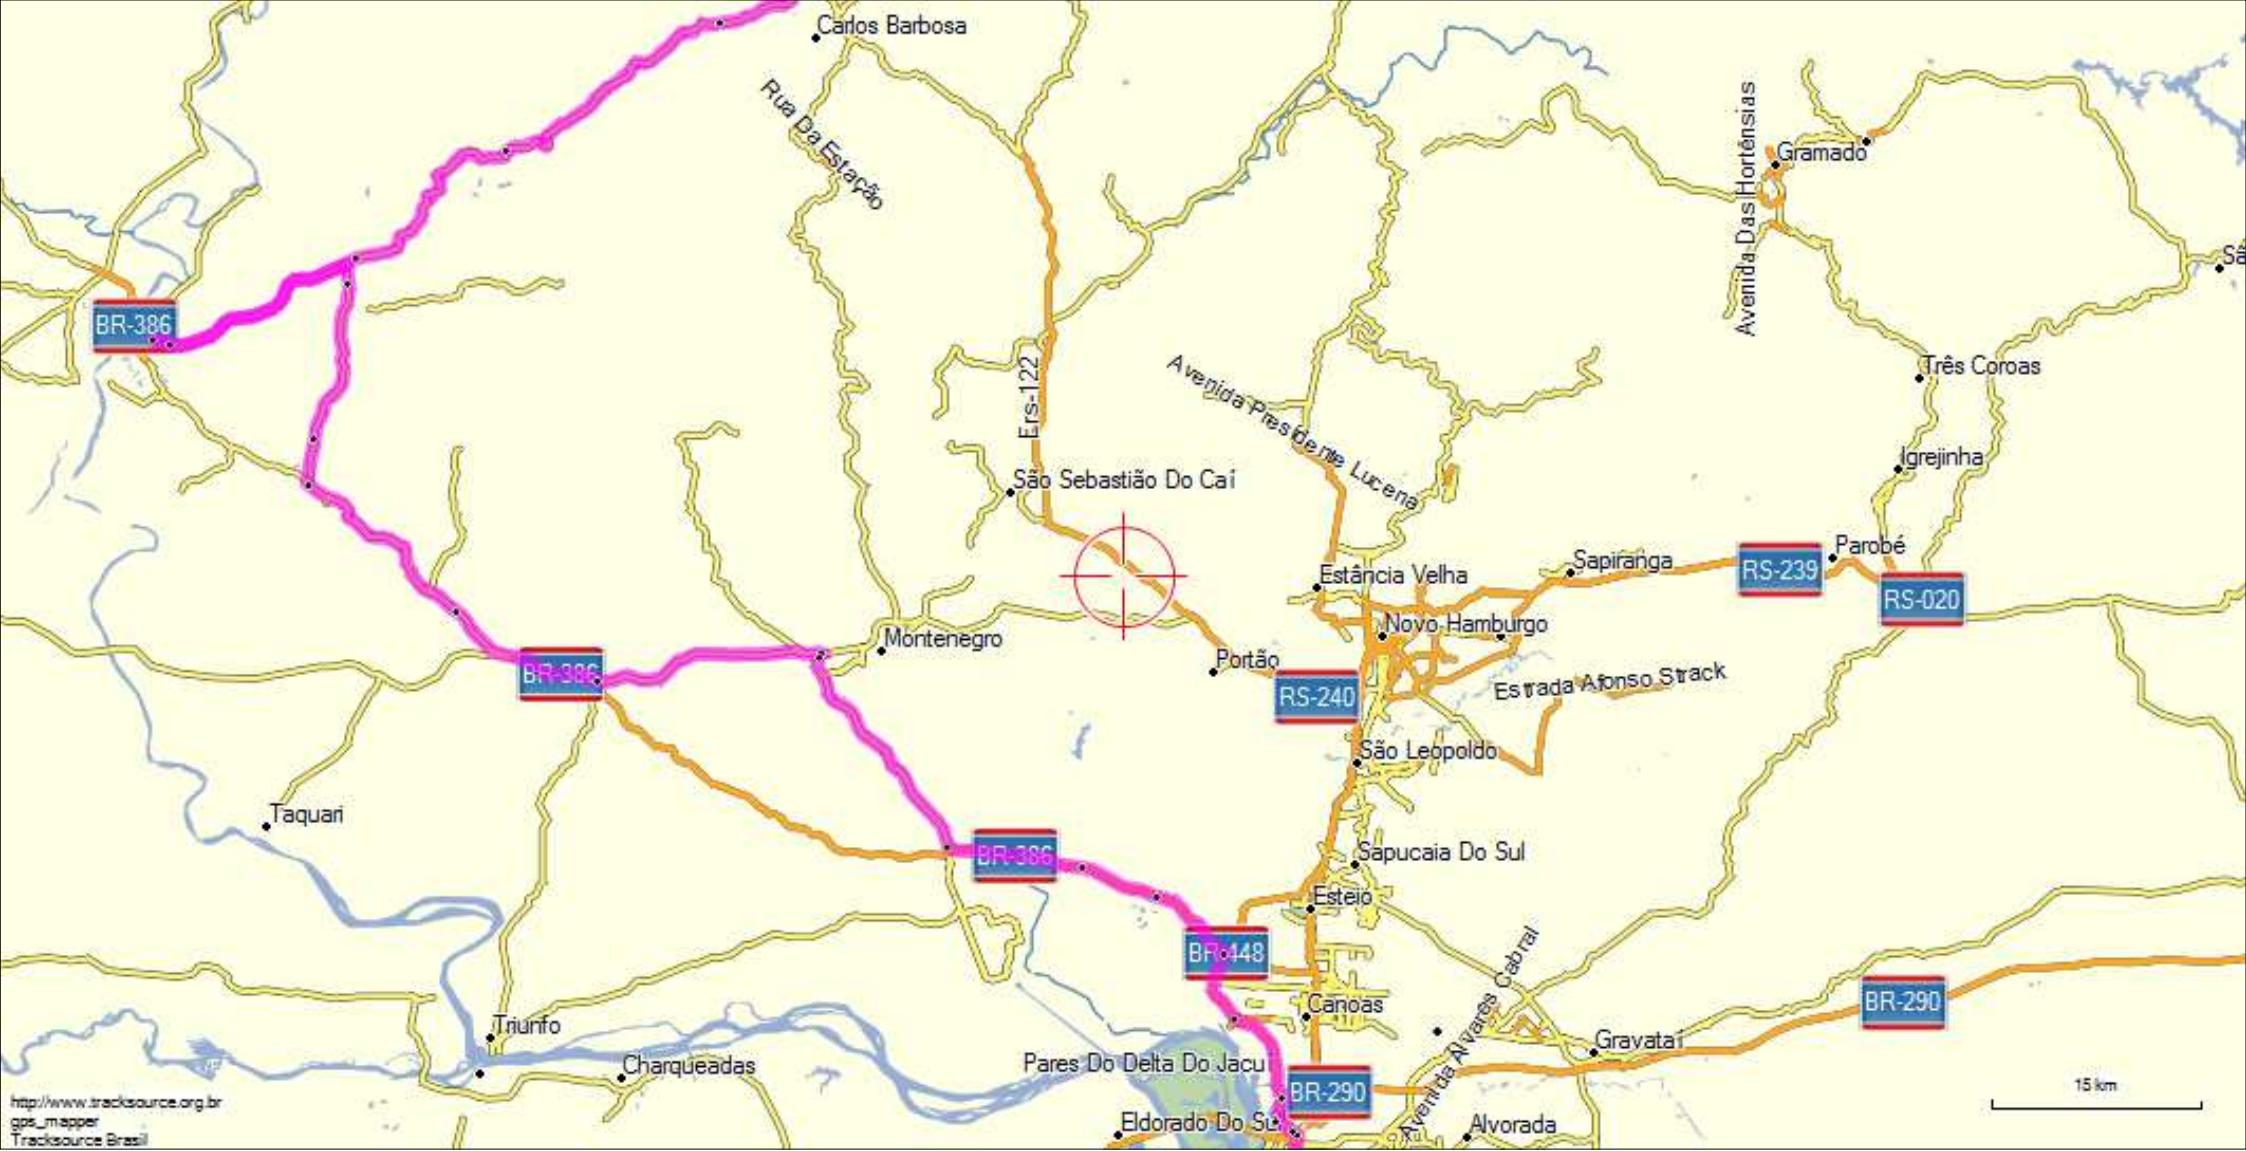 Carlos Barbosa
Rua Da Estação
Avenida Das Hortênsias
Gramado
Sã
BR-386
Ers-122
Avenida Presidente Lucena
Três Coroas
Igrejinha
São Sebastião Do Caí
Estância Velha
Sapiranga
RS-239
Parobé
RS-020
Novo Hamburgo
Montenegro
Portão
BR-386
RS-240
Estrada Afonso Strack
São Leopoldo
Taquari
BR-386
Sapucaia Do Sul
Esteio
BR-448
Avenida Álvares Cabral
BR-290
Canoas
Triunfo
Gravataí
Charqueadas
Pares Do Delta Do Jacu
BR-290
15 km
http://www.tracksource.org.br
gps_mapper
Tracksource Brasil
Eldorado Do Su
Alvorada